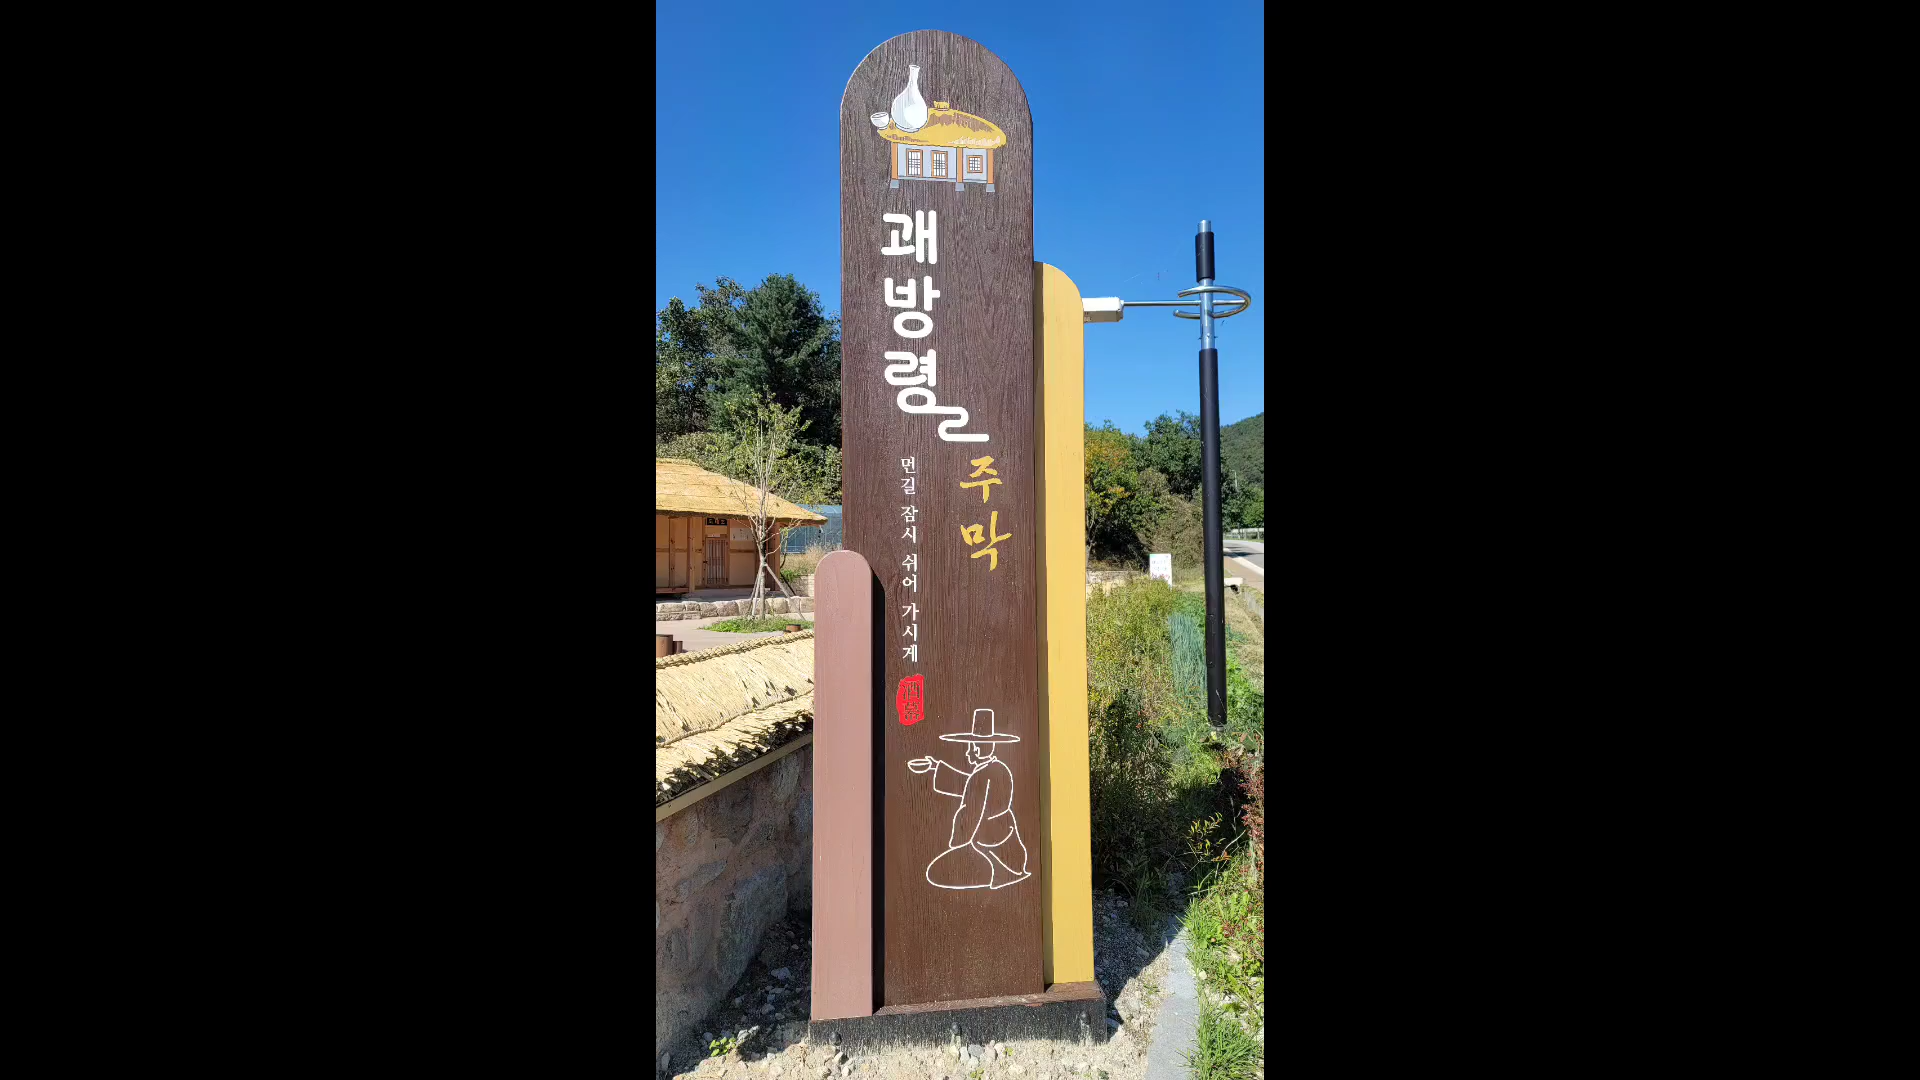 괘방령
주막
먼길 잠시 쉬어 가시게